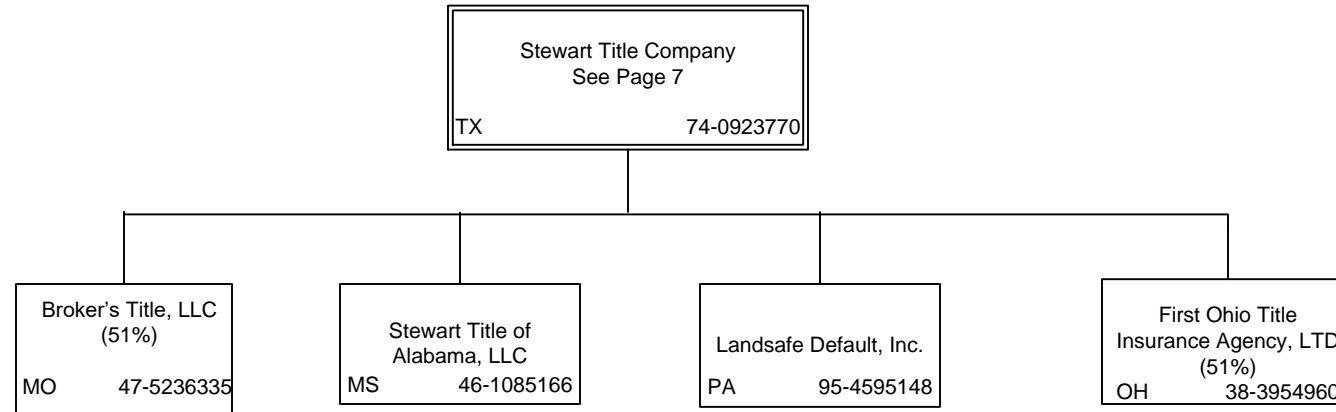 Stewart Title Company
See Page 7
TX 74-0923770
Broker's Title, LLC
(51%)
MO 47-5236335
Stewart Title of
Alabama, LLC
MS 46-1085166
Landsafe Default, Inc.
PA 95-4595148
First Ohio Title
Insurance Agency, LTD
(51%)
OH 38-3954960